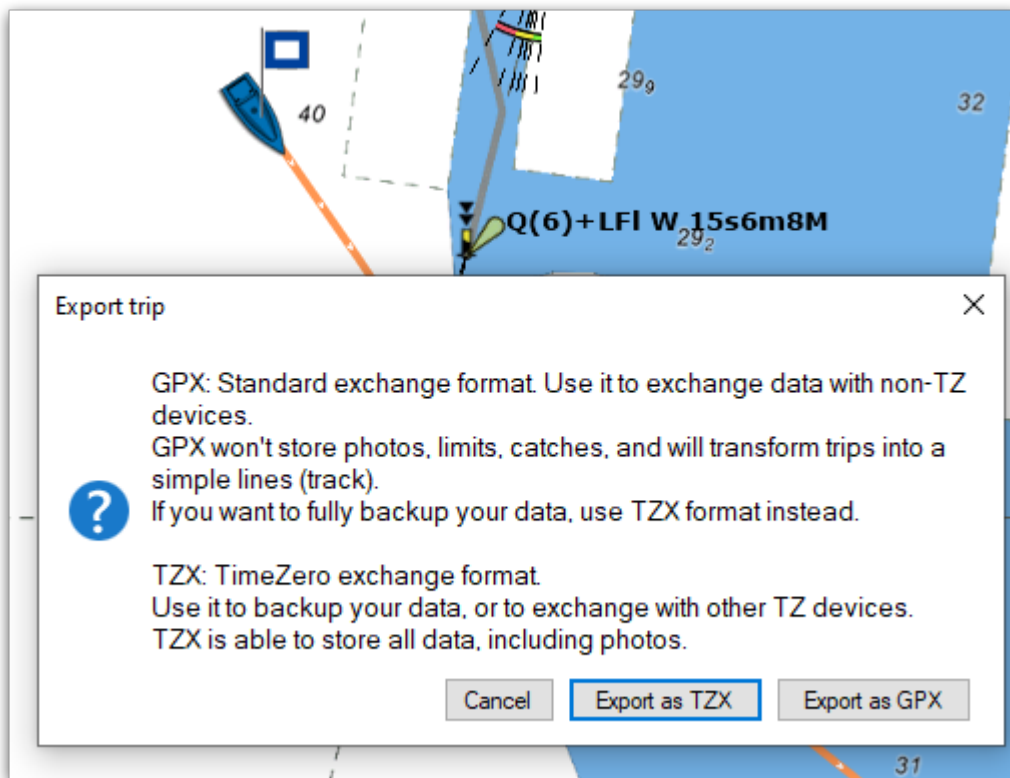 40
29₉
32
Q(6)+LFl W 15s6m8M
29₂
Export trip
GPX: Standard exchange format. Use it to exchange data with non-TZ
devices.
GPX won't store photos, limits, catches, and will transform trips into a
simple lines (track).
If you want to fully backup your data, use TZX format instead.
TZX: TimeZero exchange format.
Use it to backup your data, or to exchange with other TZ devices.
TZX is able to store all data, including photos.
Cancel
Export as TZX
Export as GPX
31